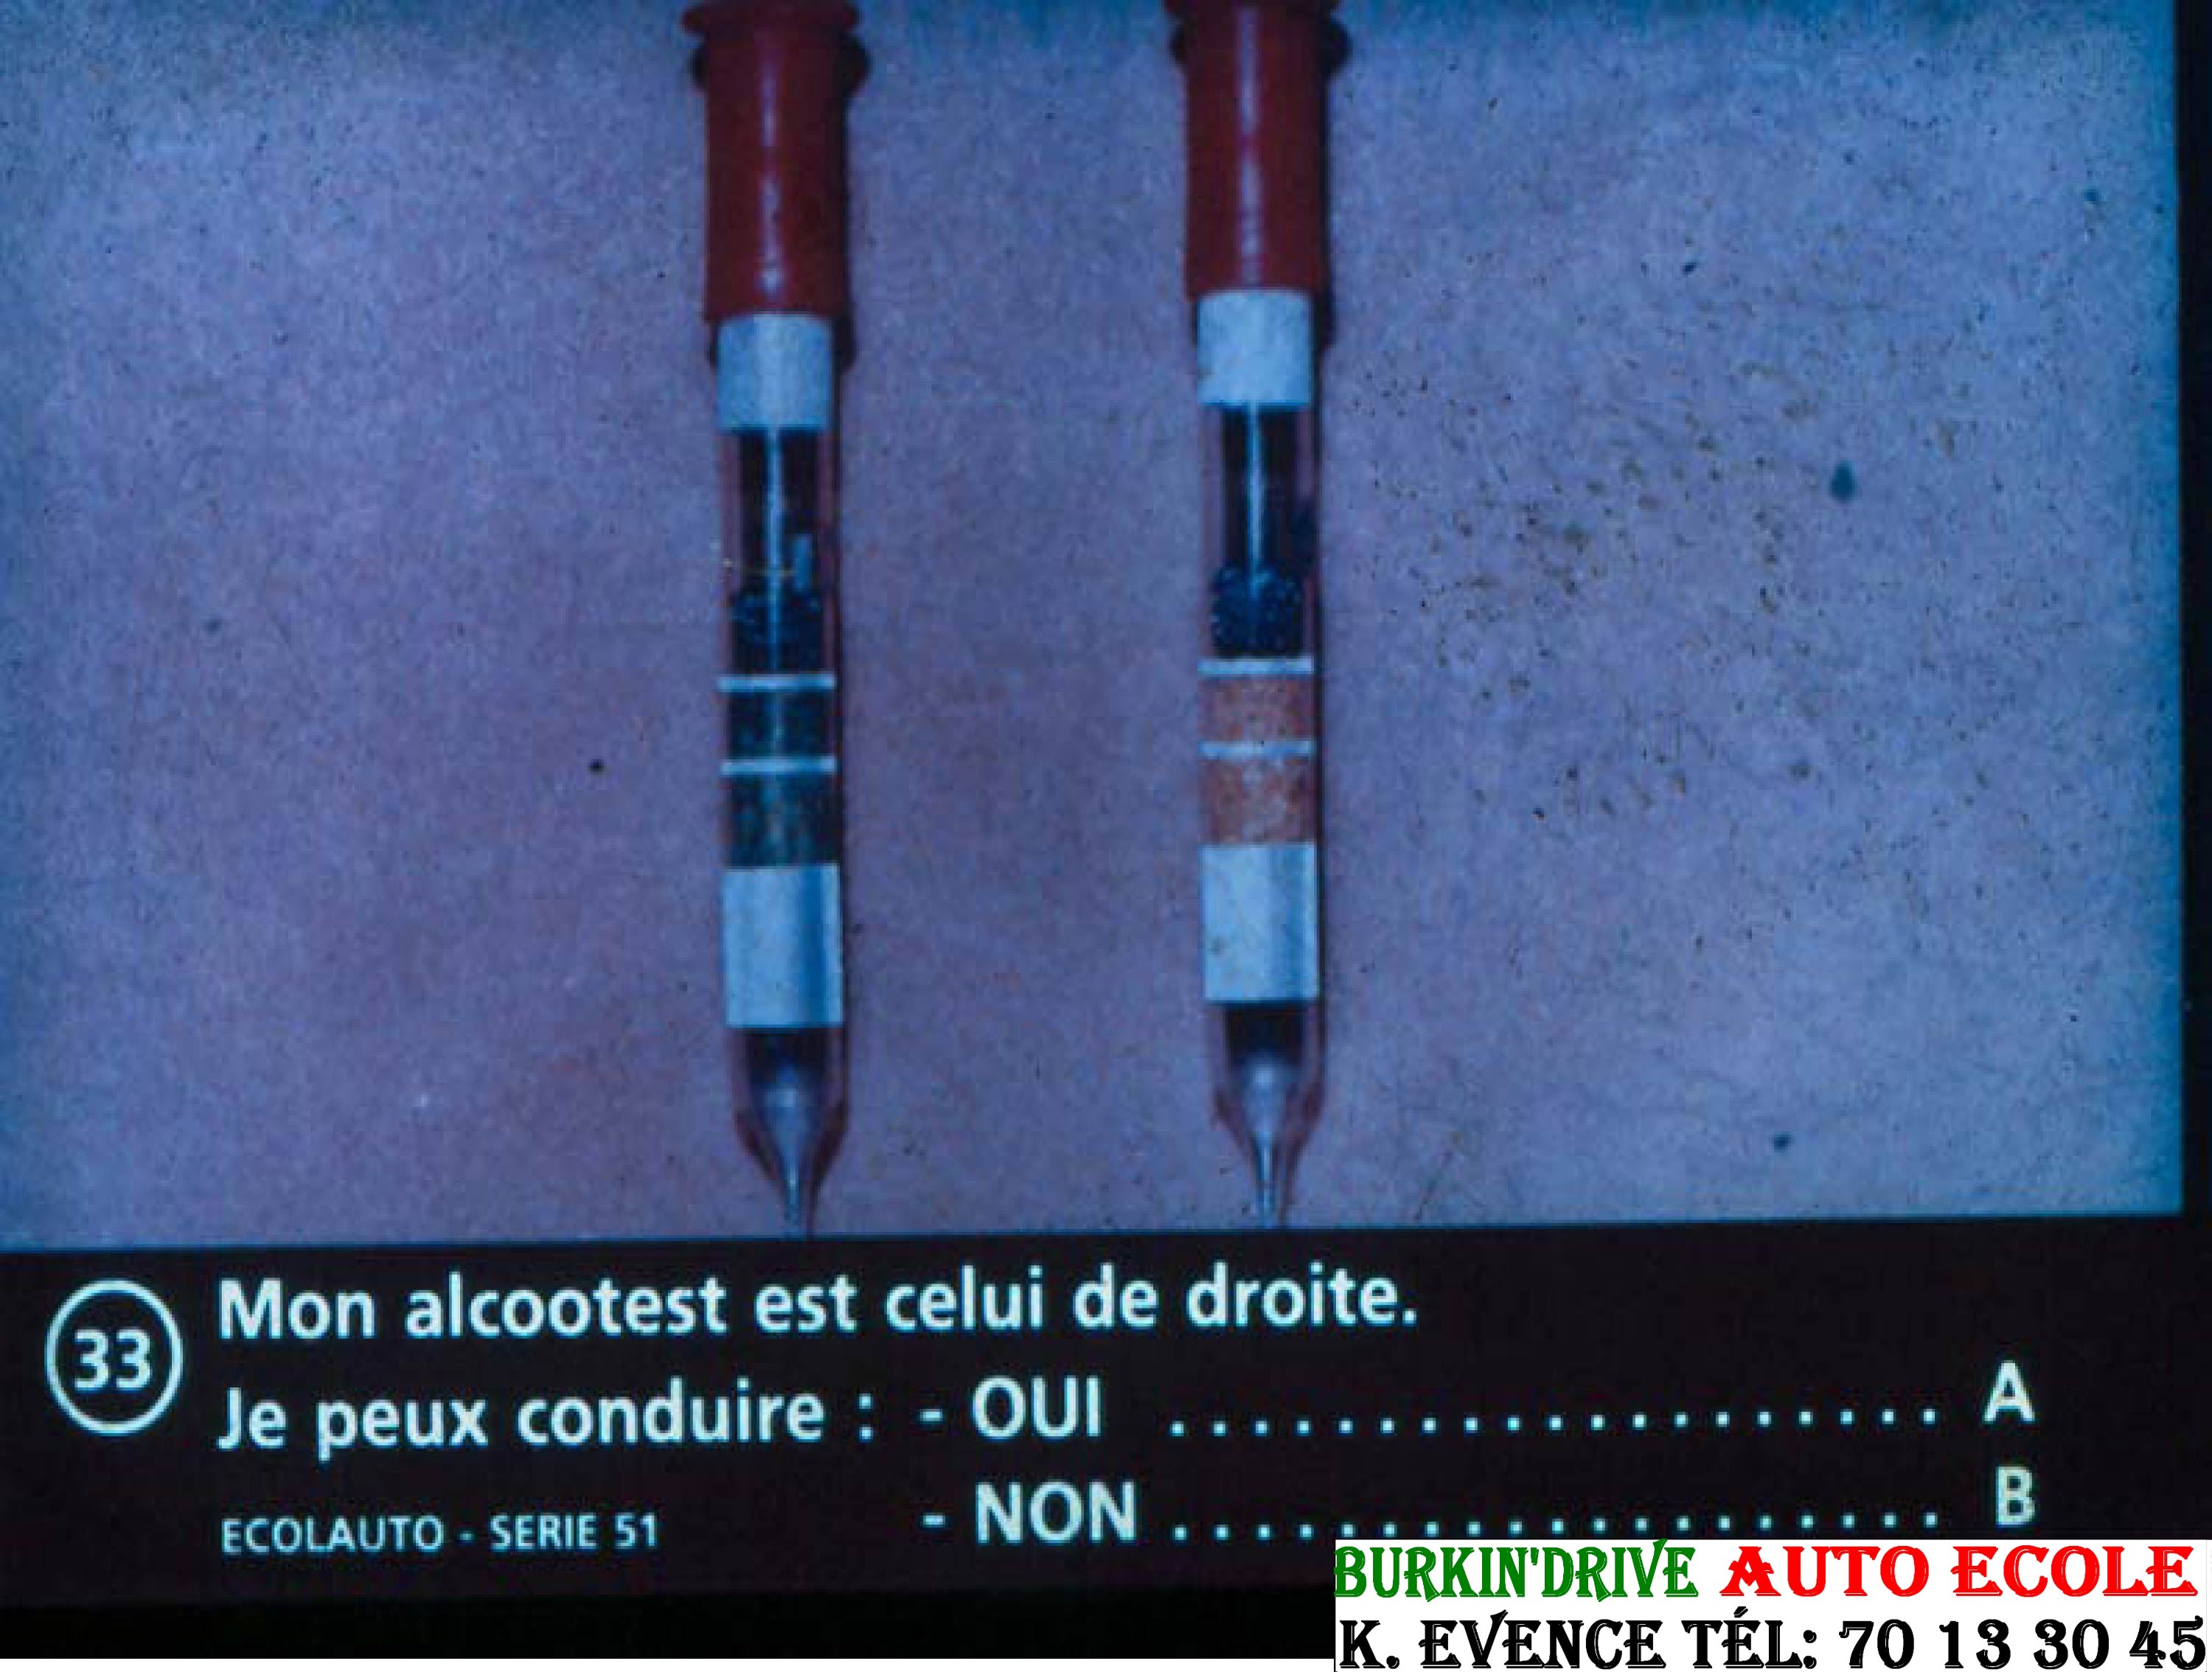 33 Mon alcootest est celui de droite.
Je peux conduire : - OUI .................... A
- NON .................... B
ECOLAUTO - SERIE 51
BURKIN'DRIVE AUTO ECOLE
K. EVENCE TÉL: 70 13 30 45